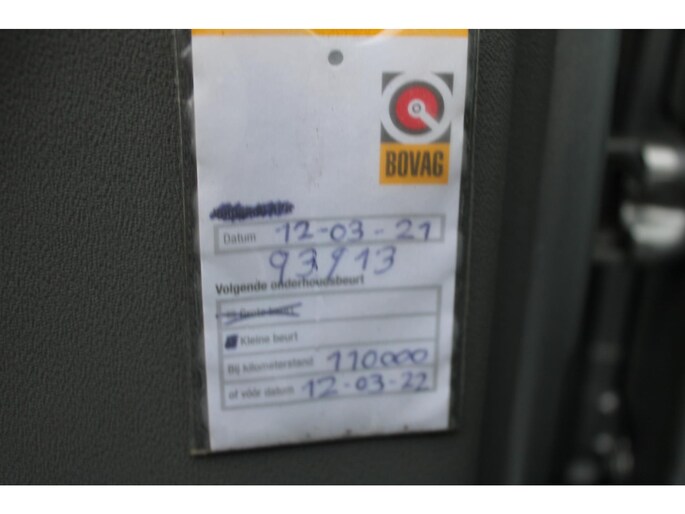 BOVAG
Datum 12-03-21
93913
Volgende onderhoudsbeurt
Kleine beurt
Bij kilometerstand 110000
of vóór datum 12-03-22